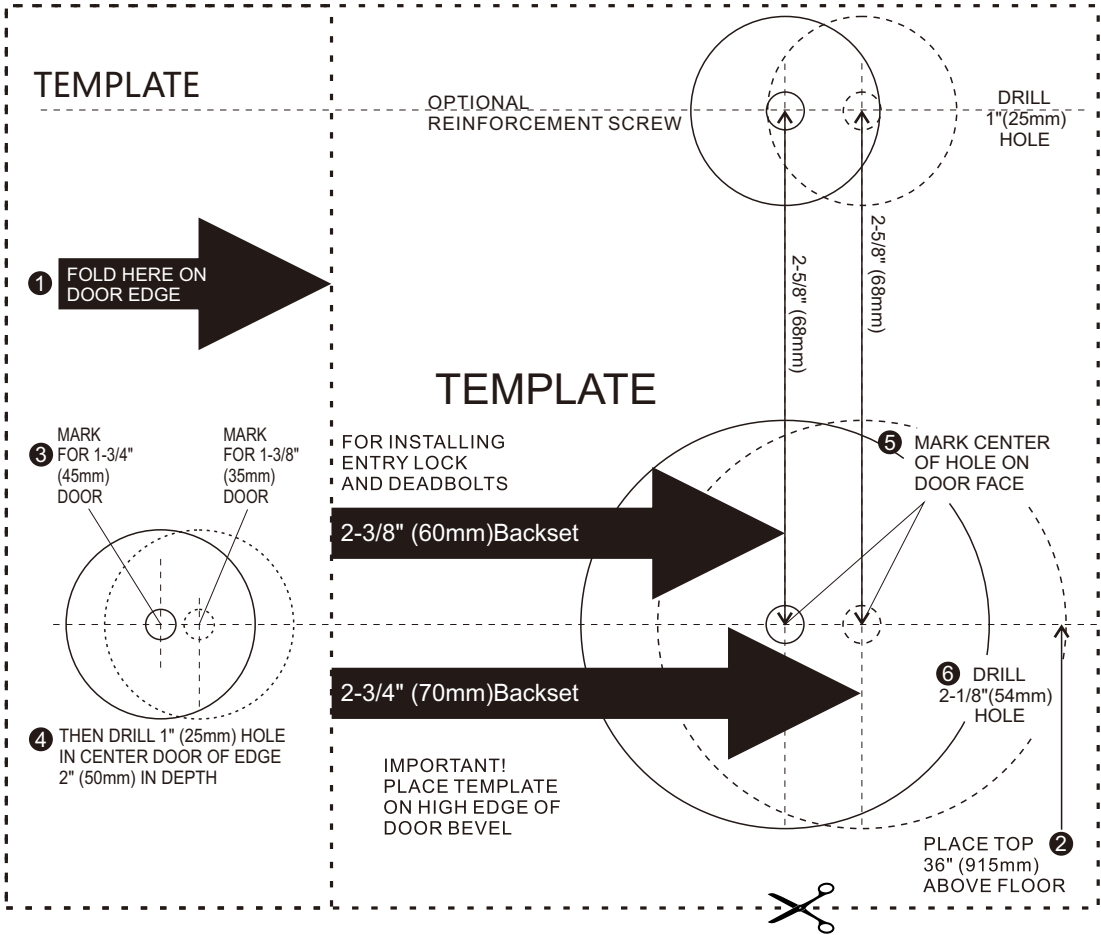 TEMPLATE
OPTIONAL
REINFORCEMENT SCREW
DRILL
1"(25mm)
HOLE
1
FOLD HERE ON
DOOR EDGE
2-5/8" (68mm)
2-5/8" (68mm)
TEMPLATE
3
MARK
FOR 1-3/4"
(45mm)
DOOR
MARK
FOR 1-3/8"
(35mm)
DOOR
FOR INSTALLING
ENTRY LOCK
AND DEADBOLTS
5
MARK CENTER
OF HOLE ON
DOOR FACE
2-3/8" (60mm)Backset
2-3/4" (70mm)Backset
6 DRILL
2-1/8"(54mm)
HOLE
4
THEN DRILL 1" (25mm) HOLE
IN CENTER DOOR OF EDGE
2" (50mm) IN DEPTH
IMPORTANT!
PLACE TEMPLATE
ON HIGH EDGE OF
DOOR BEVEL
PLACE TOP 2
36" (915mm)
ABOVE FLOOR